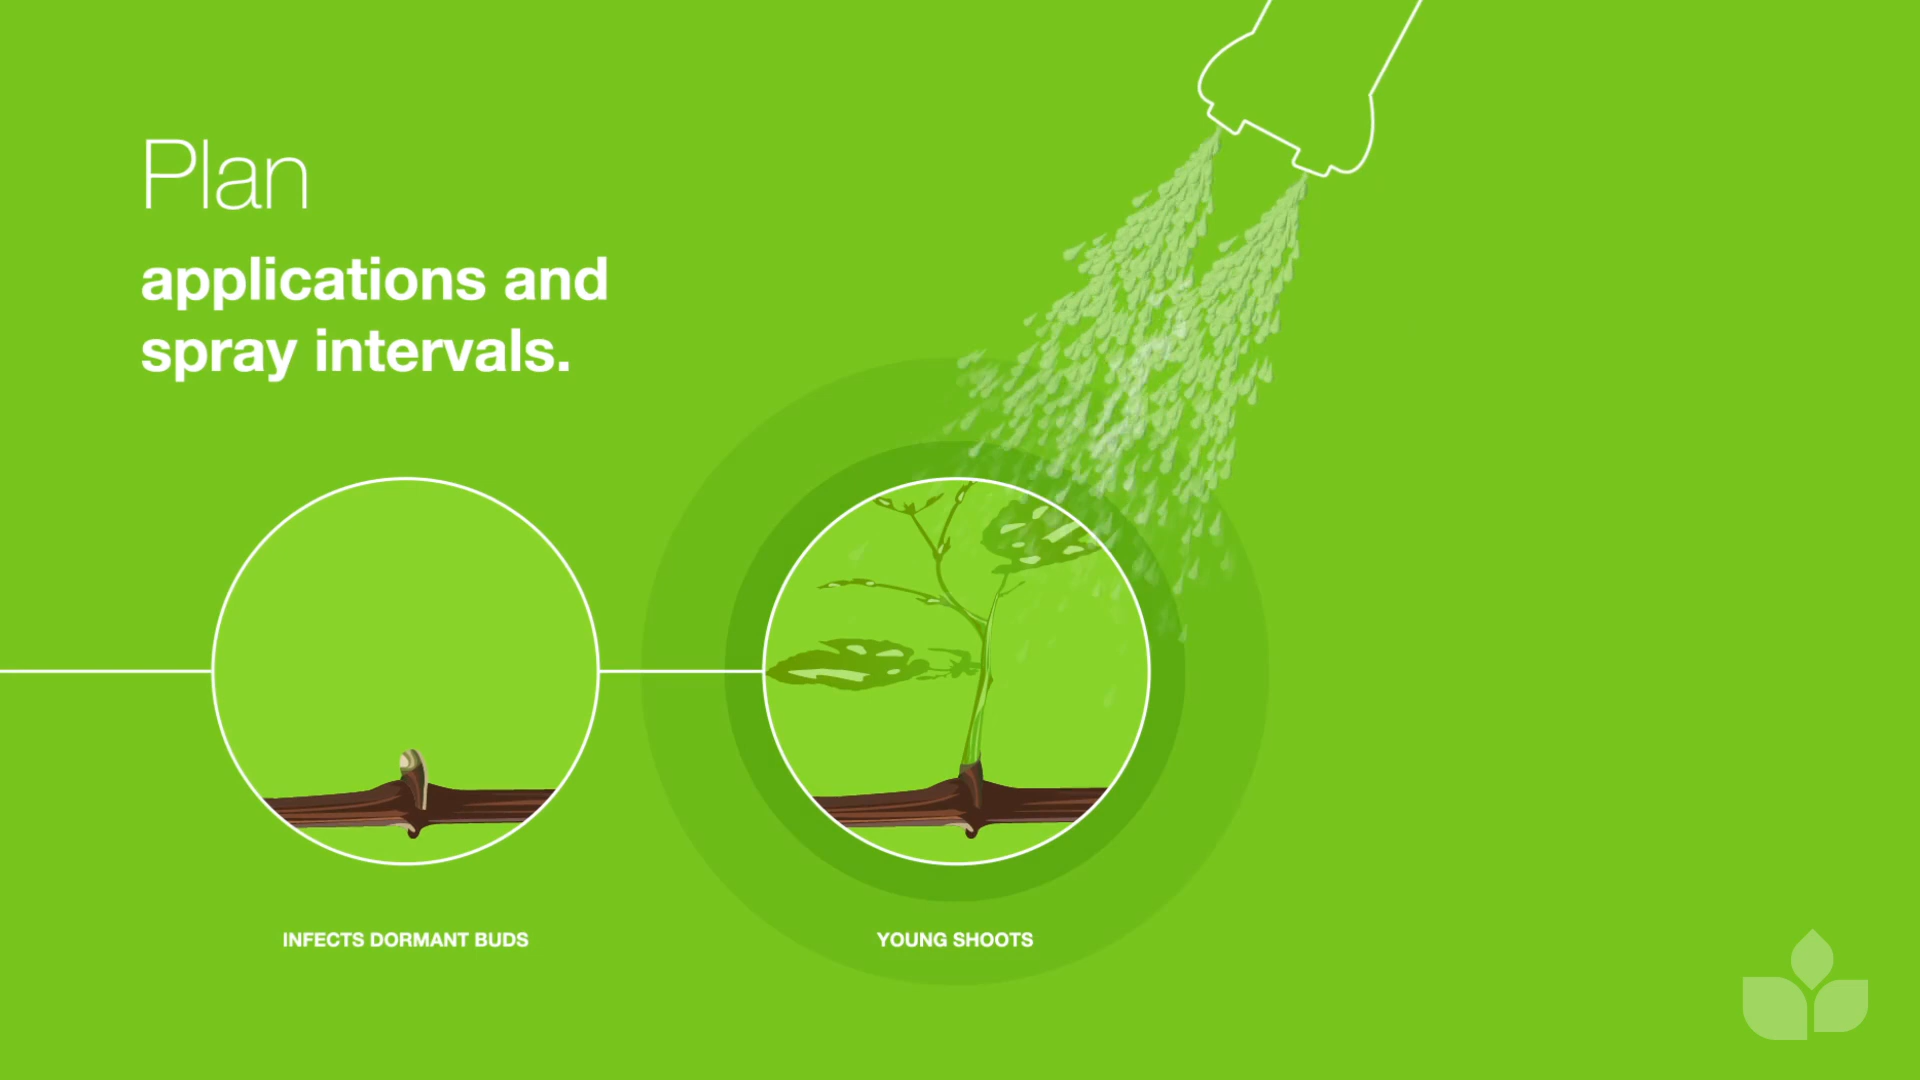 Plan
applications and
spray intervals.
INFECTS DORMANT BUDS
YOUNG SHOOTS